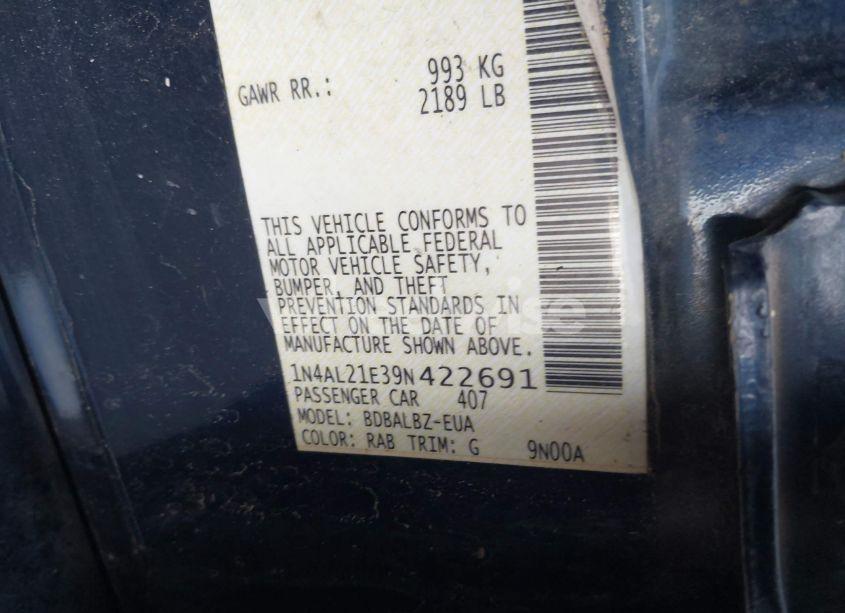 993 KG
GAWR RR.: 2189 LB
THIS VEHICLE CONFORMS TO
ALL APPLICABLE FEDERAL
MOTOR VEHICLE SAFETY,
BUMPER, AND THEFT
PREVENTION STANDARDS IN
EFFECT ON THE DATE OF
MANUFACTURE SHOWN ABOVE.
1N4AL21E39N422691
PASSENGER CAR 407
MODEL: BDBALBZ-EUA
COLOR: RAB TRIM: G 9N00A